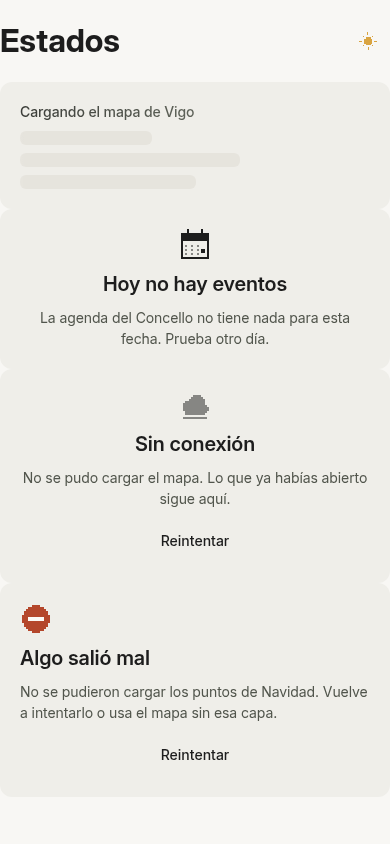 Estados
Cargando el mapa de Vigo
Hoy no hay eventos
La agenda del Concello no tiene nada para esta
fecha. Prueba otro día.
Sin conexión
No se pudo cargar el mapa. Lo que ya habías abierto
sigue aquí.
Reintentar
Algo salió mal
No se pudieron cargar los puntos de Navidad. Vuelve
a intentarlo o usa el mapa sin esa capa.
Reintentar